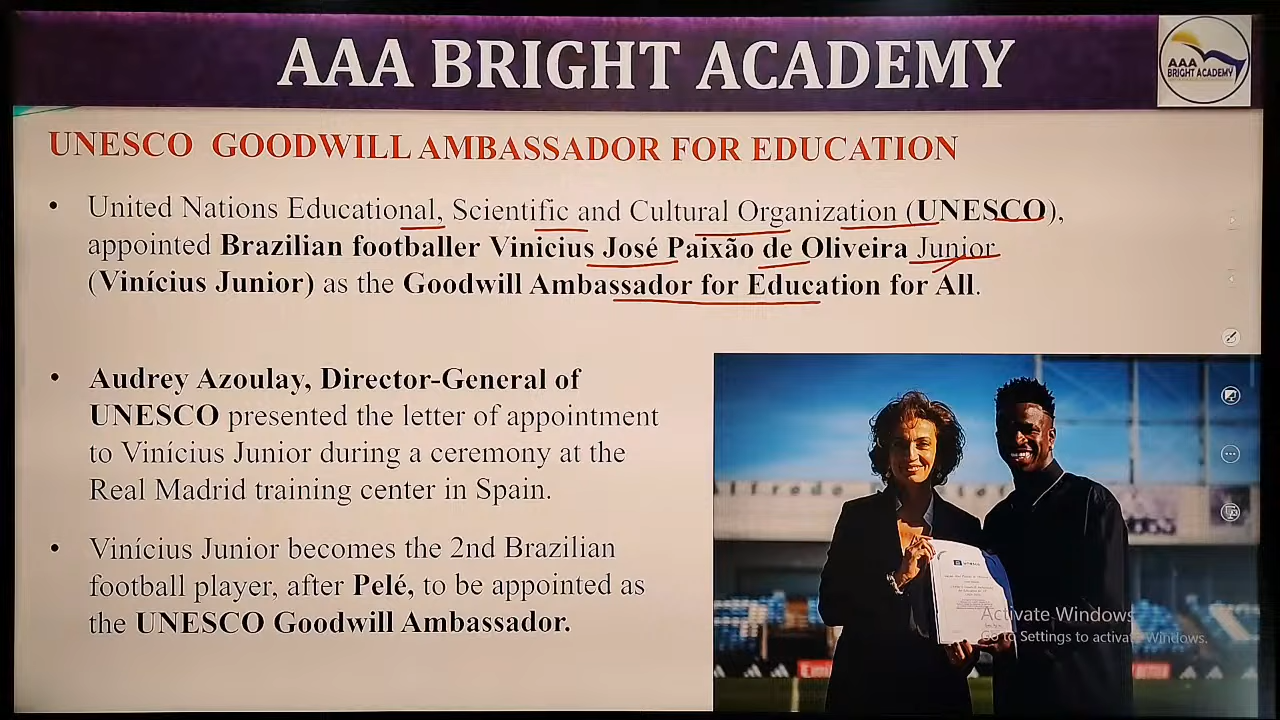 AAA BRIGHT ACADEMY
AAA
BRIGHT ACADEMY
UNESCO GOODWILL AMBASSADOR FOR EDUCATION
• United Nations Educational, Scientific and Cultural Organization (UNESCO),
appointed Brazilian footballer Vinicius José Paixão de Oliveira Junior
(Vinícius Junior) as the Goodwill Ambassador for Education for All.
• Audrey Azoulay, Director-General of
UNESCO presented the letter of appointment
to Vinícius Junior during a ceremony at the
Real Madrid training center in Spain.
• Vinícius Junior becomes the 2nd Brazilian
football player, after Pelé, to be appointed as
the UNESCO Goodwill Ambassador.
Alfredo
Activate Windows
Go to Settings to activate Windows.